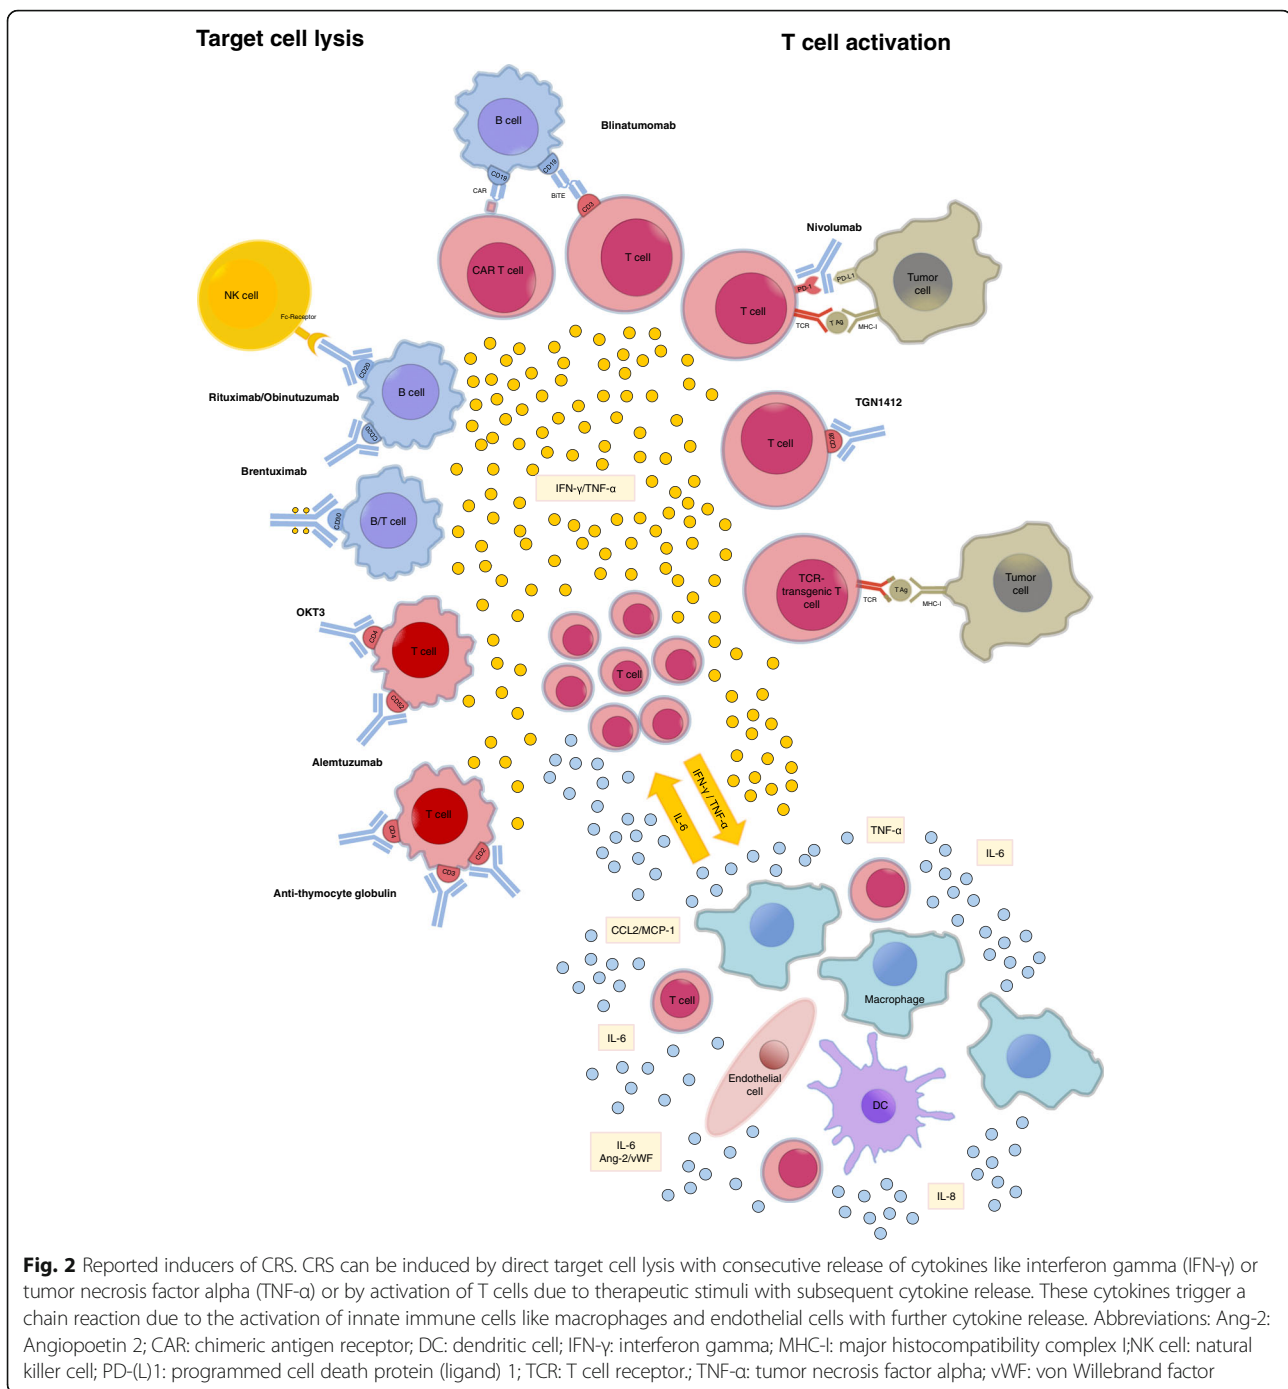 Target cell lysis
T cell activation
B cell
Blinatumomab
CD19
CD19
CAR
BiTE
CD3
CAR T cell
T cell
Nivolumab
PD-1
PD-L1
Tumor
cell
T cell
TCR
T Ag
MHC-I
NK cell
Fc-Receptor
CD20
B cell
Rituximab/Obinutuzumab
CD20
TGN1412
T cell
CD28
Brentuximab
CD30
B/T cell
IFN-γ/TNF-α
TCR-
transgenic T
cell
TCR
T Ag
MHC-I
Tumor
cell
OKT3
CD4
T cell
CD52
T cell
Alemtuzumab
T cell
CD4
CD3
CD2
Anti-thymocyte globulin
IL-6
IFN-γ / TNF-α
TNF-α
IL-6
CCL2/MCP-1
T cell
Macrophage
IL-6
Endothelial
cell
DC
IL-6
Ang-2/vWF
IL-8
Fig. 2 Reported inducers of CRS. CRS can be induced by direct target cell lysis with consecutive release of cytokines like interferon gamma (IFN-γ) or
tumor necrosis factor alpha (TNF-α) or by activation of T cells due to therapeutic stimuli with subsequent cytokine release. These cytokines trigger a
chain reaction due to the activation of innate immune cells like macrophages and endothelial cells with further cytokine release. Abbreviations: Ang-2:
Angiopoetin 2; CAR: chimeric antigen receptor; DC: dendritic cell; IFN-γ: interferon gamma; MHC-I: major histocompatibility complex I;NK cell: natural
killer cell; PD-(L)1: programmed cell death protein (ligand) 1; TCR: T cell receptor.; TNF-α: tumor necrosis factor alpha; vWF: von Willebrand factor